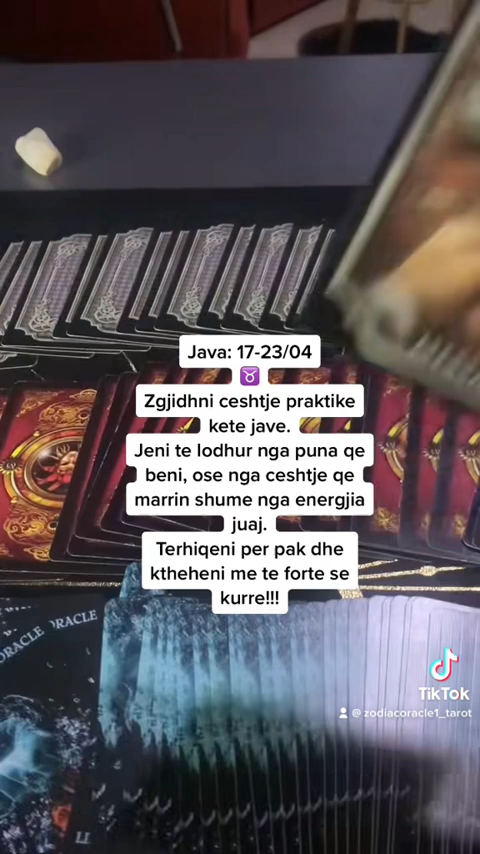 Java: 17-23/04
♉
Zgjidhni ceshtje praktike
kete jave.
Jeni te lodhur nga puna qe
beni, ose nga ceshtje qe
marrin shume nga energjia
juaj.
Terhiqeni per pak dhe
ktheheni me te forte se
kurre!!!
ORACLE
ORACLE
TikTok
@ zodiacoracle1_tarot